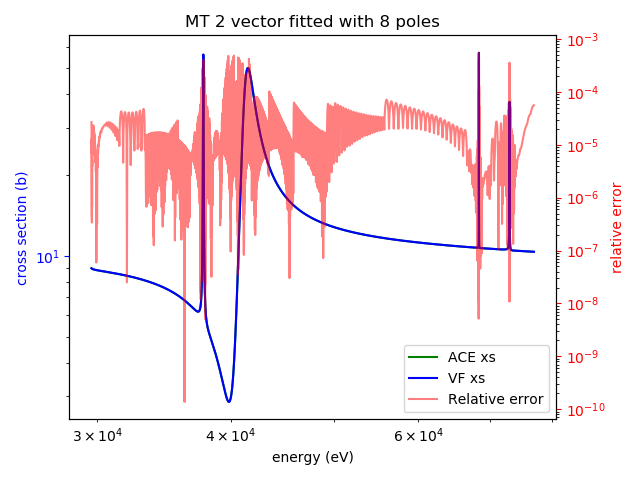 MT 2 vector fitted with 8 poles
cross section (b)
10¹
10⁻³
10⁻⁴
10⁻⁵
10⁻⁶
10⁻⁷
10⁻⁸
10⁻⁹
10⁻¹⁰
relative error
ACE xs
VF xs
Relative error
3 × 10⁴ 4 × 10⁴ 6 × 10⁴
energy (eV)